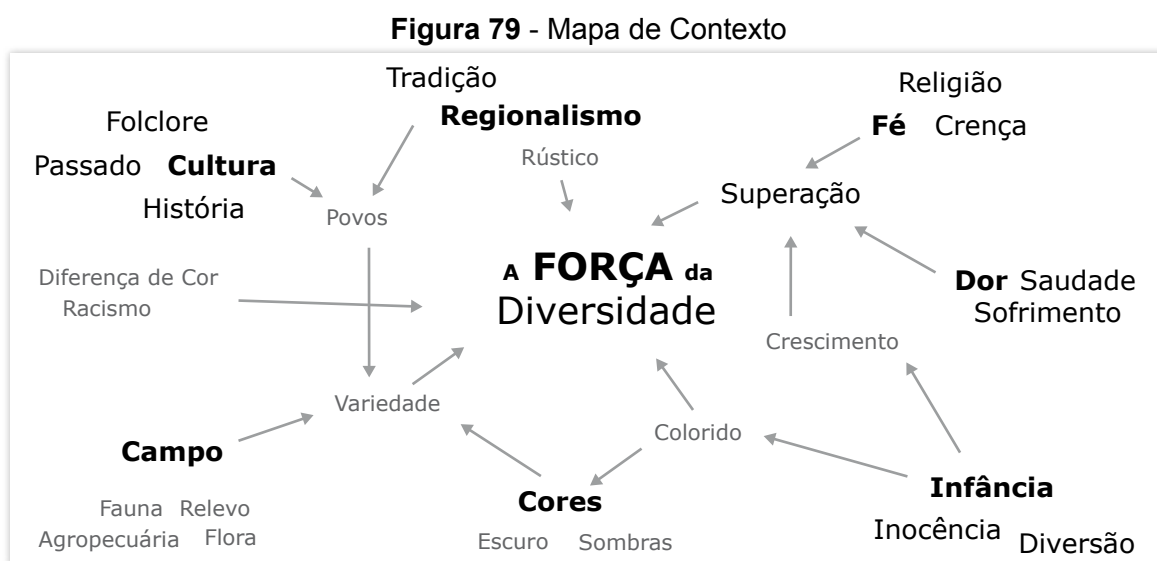 Figura 79 - Mapa de Contexto
Tradição
Regionalismo
Rústico
Religião
Fé Crença
Folclore
Passado Cultura
História
Povos
Superação
Diferença de Cor
Racismo
A FORÇA da
Diversidade
Dor Saudade
Sofrimento
Crescimento
Variedade
Colorido
Campo
Fauna Relevo
Agropecuária Flora
Cores
Escuro Sombras
Infância
Inocência
Diversão